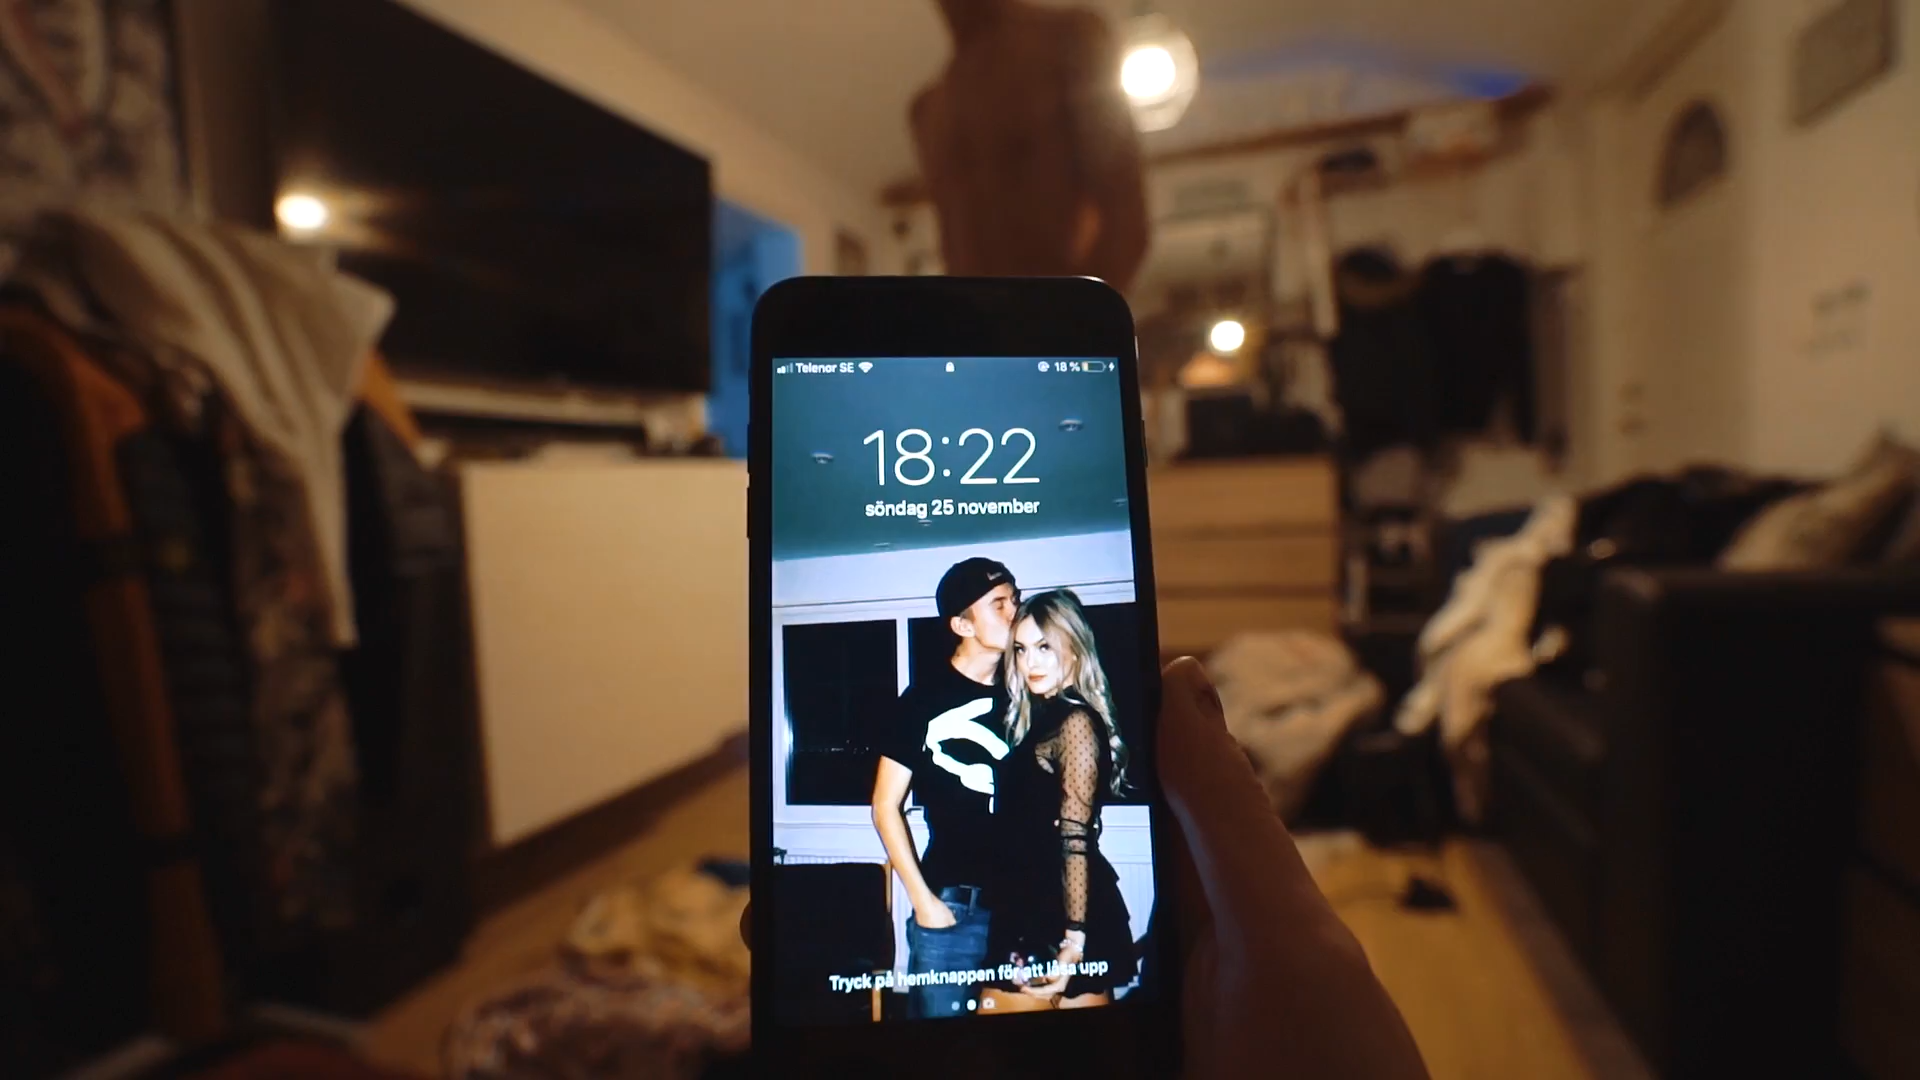 Telenor SE 18 %
18:22
söndag 25 november
Tryck på hemknappen för att låsa upp